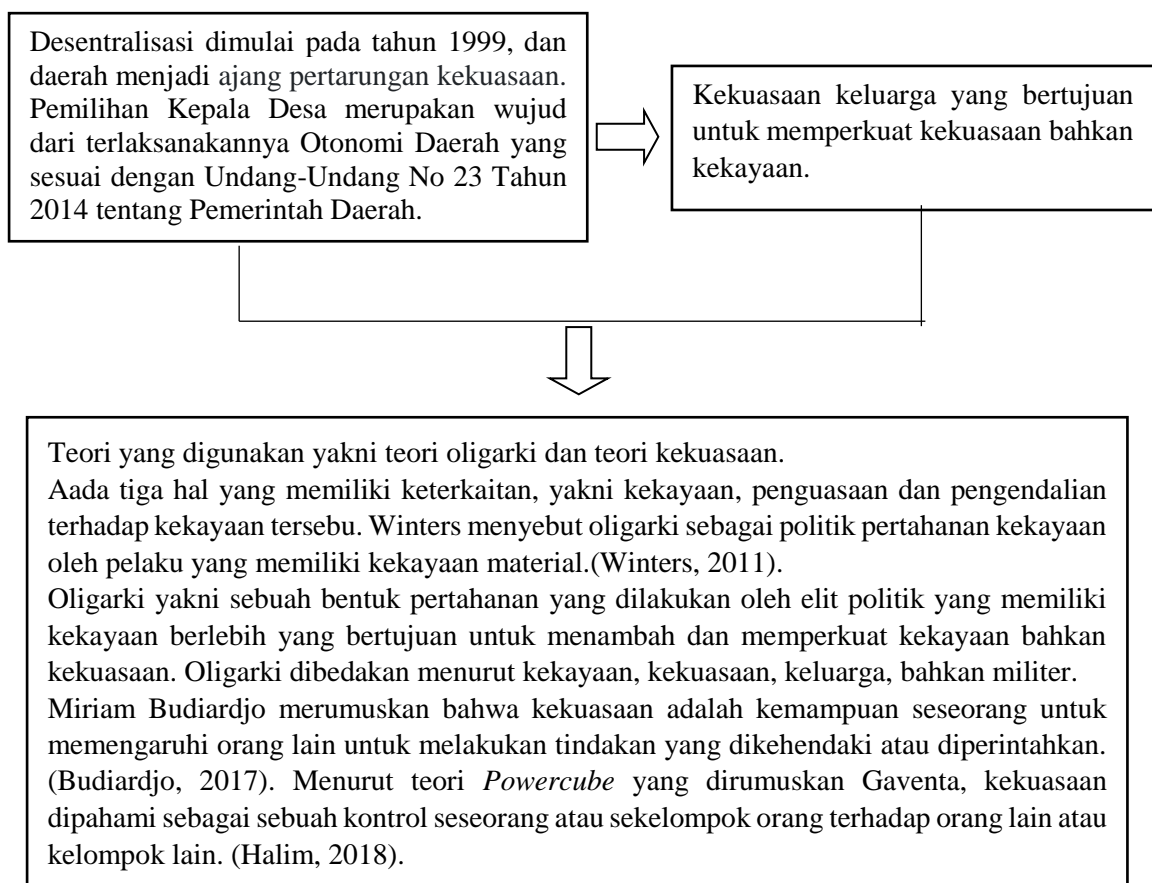 Desentralisasi dimulai pada tahun 1999, dan
daerah menjadi ajang pertarungan kekuasaan.
Pemilihan Kepala Desa merupakan wujud
dari terlaksanakannya Otonomi Daerah yang
sesuai dengan Undang-Undang No 23 Tahun
2014 tentang Pemerintah Daerah.
Kekuasaan keluarga yang bertujuan
untuk memperkuat kekuasaan bahkan
kekayaan.
Teori yang digunakan yakni teori oligarki dan teori kekuasaan.
Aada tiga hal yang memiliki keterkaitan, yakni kekayaan, penguasaan dan pengendalian
terhadap kekayaan tersebu. Winters menyebut oligarki sebagai politik pertahanan kekayaan
oleh pelaku yang memiliki kekayaan material.(Winters, 2011).
Oligarki yakni sebuah bentuk pertahanan yang dilakukan oleh elit politik yang memiliki
kekayaan berlebih yang bertujuan untuk menambah dan memperkuat kekayaan bahkan
kekuasaan. Oligarki dibedakan menurut kekayaan, kekuasaan, keluarga, bahkan militer.
Miriam Budiardjo merumuskan bahwa kekuasaan adalah kemampuan seseorang untuk
memengaruhi orang lain untuk melakukan tindakan yang dikehendaki atau diperintahkan.
(Budiardjo, 2017). Menurut teori Powercube yang dirumuskan Gaventa, kekuasaan
dipahami sebagai sebuah kontrol seseorang atau sekelompok orang terhadap orang lain atau
kelompok lain. (Halim, 2018).